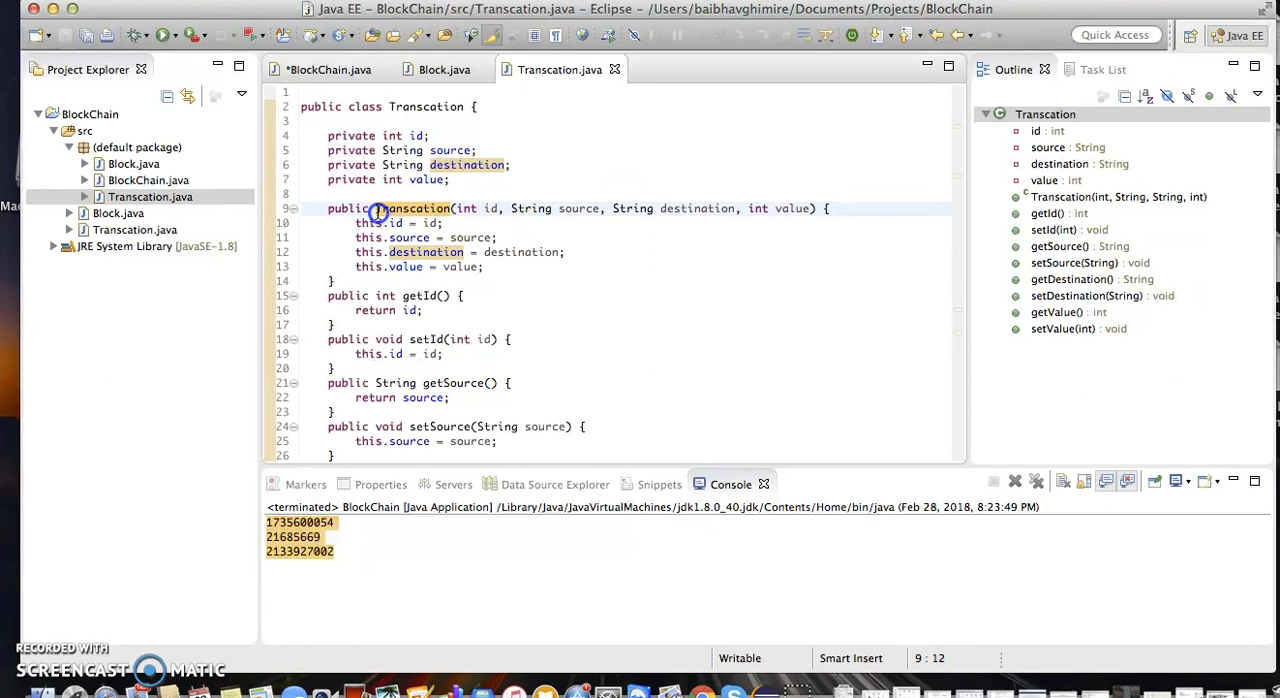 Java EE - BlockChain/src/Transcation.java - Eclipse - /Users/baibhavghimire/Documents/Projects/BlockChain
Quick Access
Java EE
Project Explorer
BlockChain
src
(default package)
Block.java
BlockChain.java
Transcation.java
Block.java
Transcation.java
JRE System Library [JavaSE-1.8]
*BlockChain.java
Block.java
Transcation.java
1
2 public class Transcation {
3
4 private int id;
5 private String source;
6 private String destination;
7 private int value;
8
9 public Transcation(int id, String source, String destination, int value) {
10 this.id = id;
11 this.source = source;
12 this.destination = destination;
13 this.value = value;
14 }
15 public int getId() {
16 return id;
17 }
18 public void setId(int id) {
19 this.id = id;
20 }
21 public String getSource() {
22 return source;
23 }
24 public void setSource(String source) {
25 this.source = source;
26 }
Outline
Task List
Transcation
id : int
source : String
destination : String
value : int
Transcation(int, String, String, int)
getId() : int
setId(int) : void
getSource() : String
setSource(String) : void
getDestination() : String
setDestination(String) : void
getValue() : int
setValue(int) : void
Markers
Properties
Servers
Data Source Explorer
Snippets
Console
<terminated> BlockChain [Java Application] /Library/Java/JavaVirtualMachines/jdk1.8.0_40.jdk/Contents/Home/bin/java (Feb 28, 2018, 8:23:49 PM)
1735600054
21685669
2133927002
Writable
Smart Insert
9 : 12
RECORDED WITH
SCREENCAST MATIC